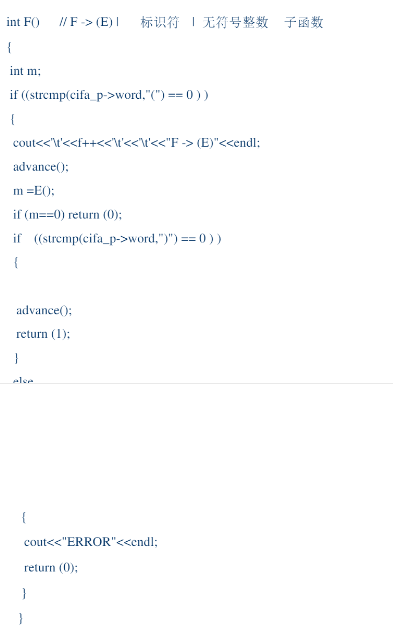 int F() // F -> (E) | 标识符 | 无符号整数 子函数
{
int m;
if ((strcmp(cifa_p->word,"(") == 0 ) )
{
cout<<'\t'<<f++<<'\t'<<'\t'<<"F -> (E)"<<endl;
advance();
m =E();
if (m==0) return (0);
if ((strcmp(cifa_p->word,")") == 0 ) )
{
advance();
return (1);
}
else
{
cout<<"ERROR"<<endl;
return (0);
}
}